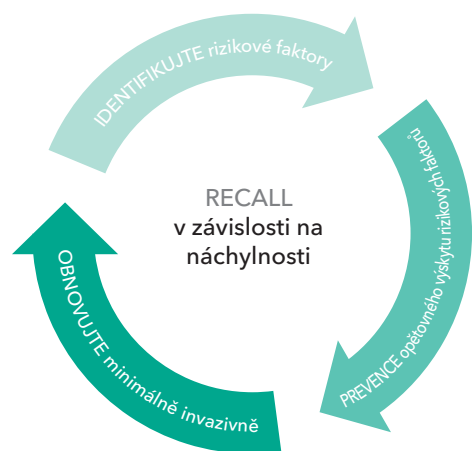 IDENTIFIKUJTE rizikové faktory
PREVENCE opětovného výskytu rizikových faktorů
OBNOVUJTE minimálně invazivně
RECALL
v závislosti na
náchylnosti